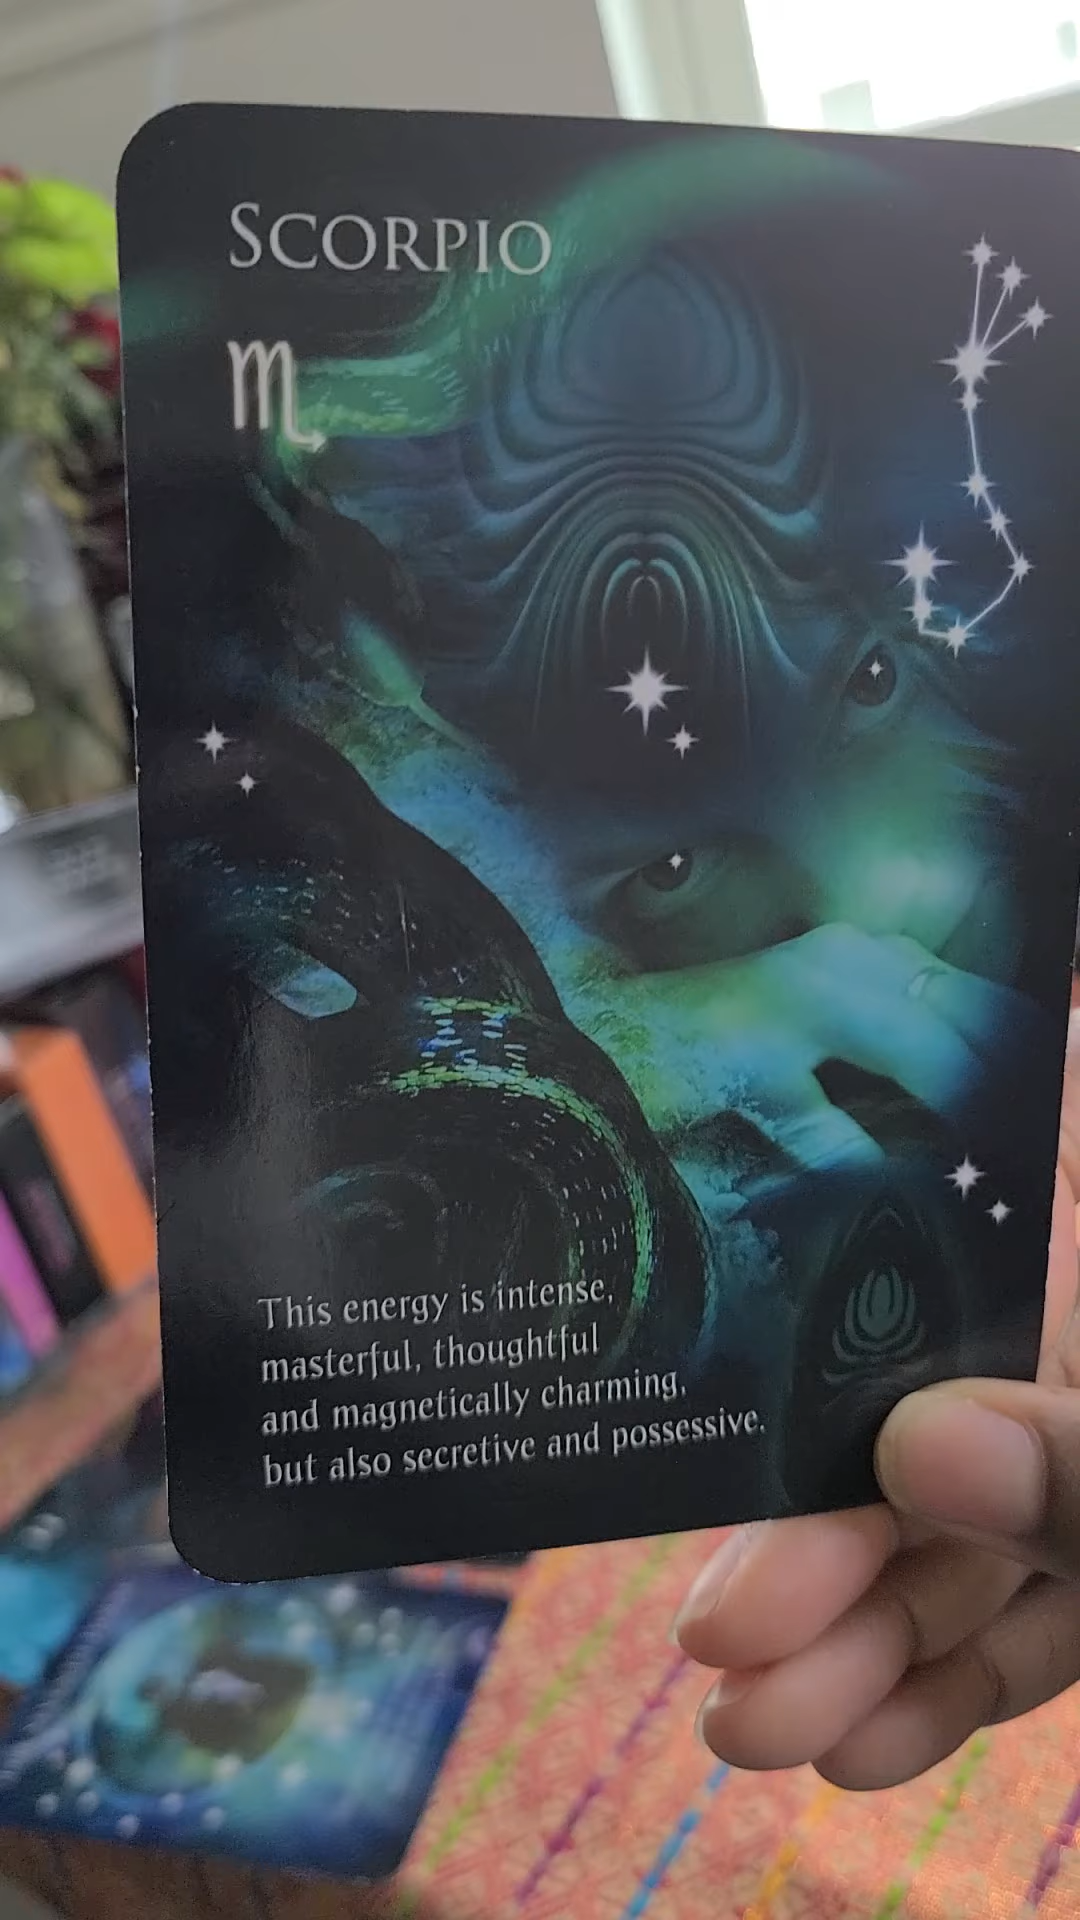 SCORPIO
♏
This energy is intense,
masterful, thoughtful
and magnetically charming,
but also secretive and possessive.